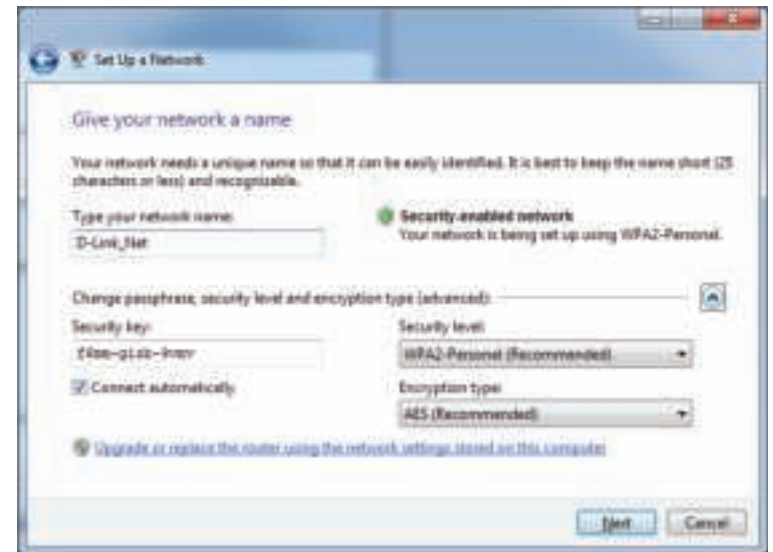 Set Up a Network
Give your network a name
Your network needs a unique name so that it can be easily identified. It is best to keep the name short (25
characters or less) and recognizable.
Type your network name:
D-Link_Net
Security-enabled network
Your network is being set up using WPA2-Personal.
Change passphrase, security level and encryption type (advanced):
Security key:
Security level:
WPA2-Personal (Recommended)
Connect automatically
Encryption type:
AES (Recommended)
Upgrade or replace the router using the network settings stored on this computer
Next
Cancel